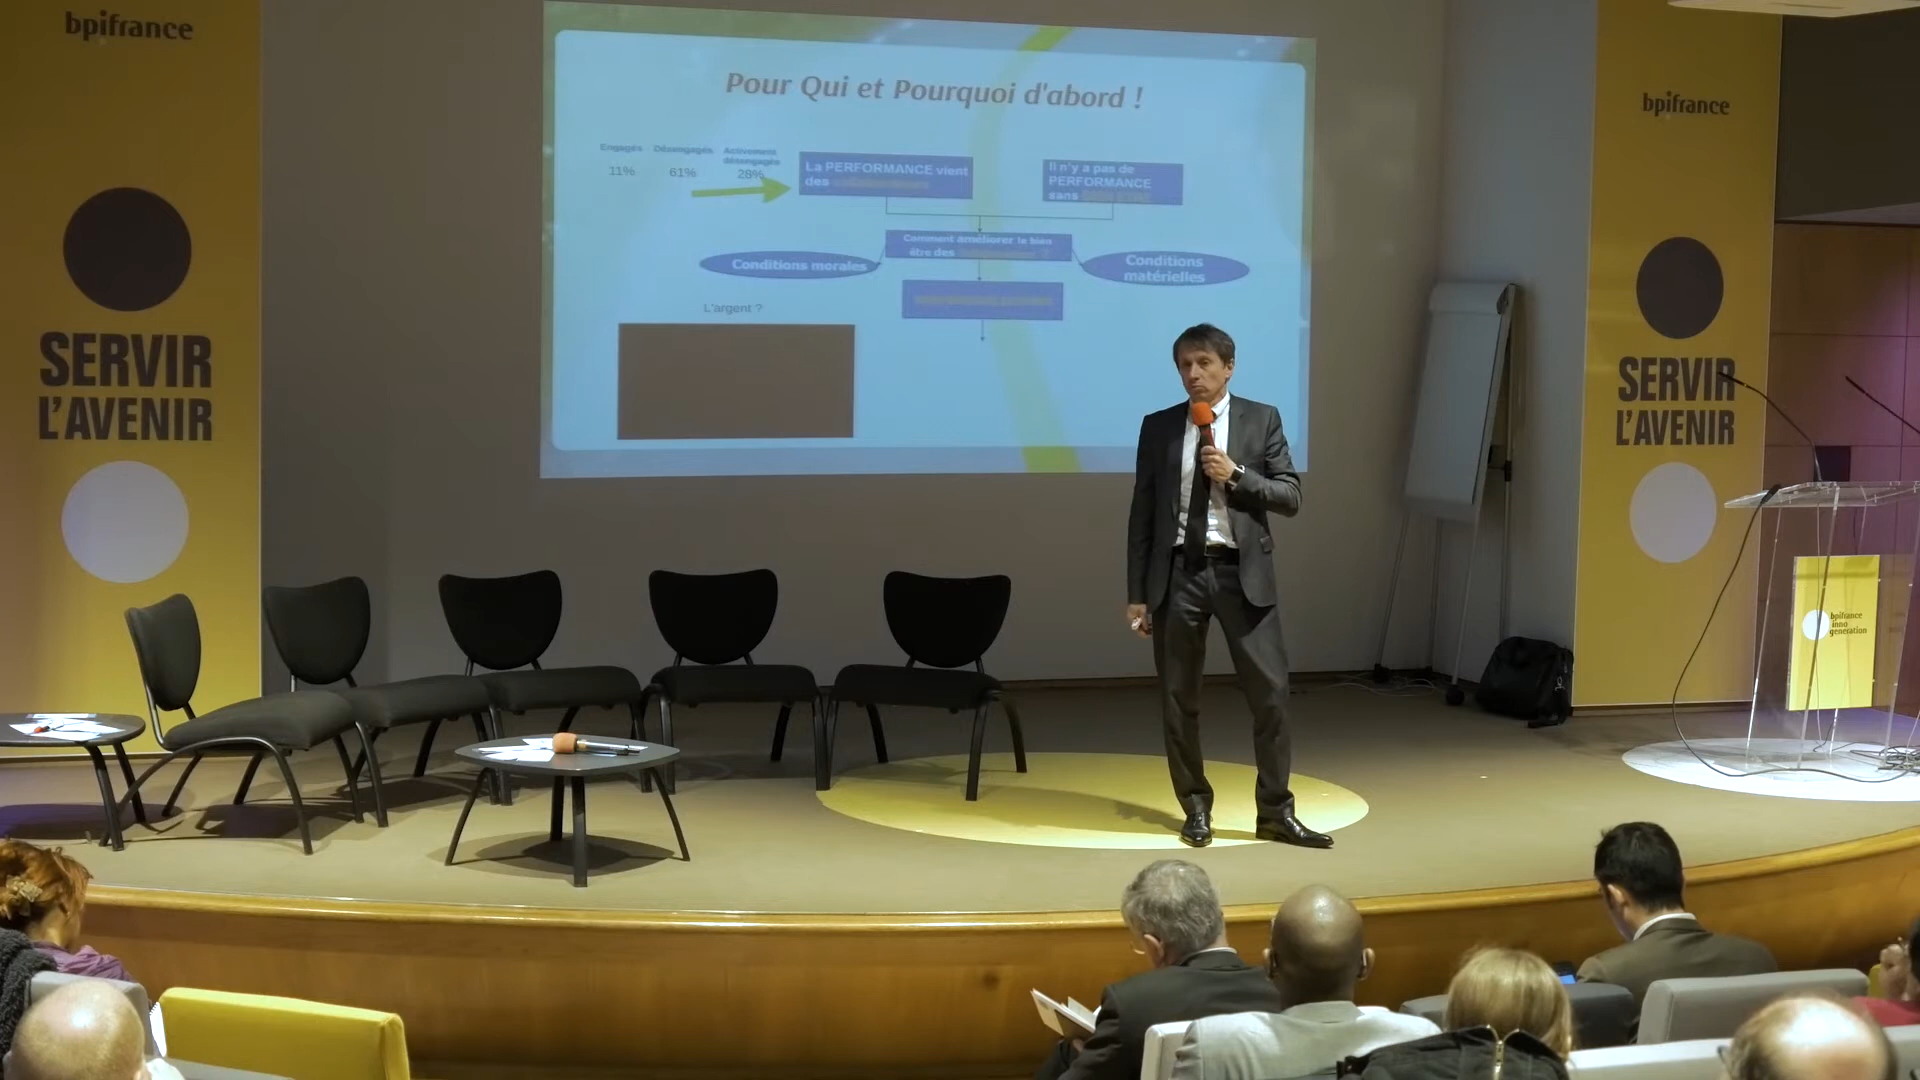 bpifrance
SERVIR
L'AVENIR
Pour Qui et Pourquoi d'abord !
Engagés
Désengagés
Activement
désengagés
11%
61%
28%
La PERFORMANCE vient
des
Il n'y a pas de
PERFORMANCE
sans
Comment améliorer le bien
être des
Conditions morales
Conditions
matérielles
L'argent ?
bpifrance
SERVIR
L'AVENIR
bpifrance
inno
generation